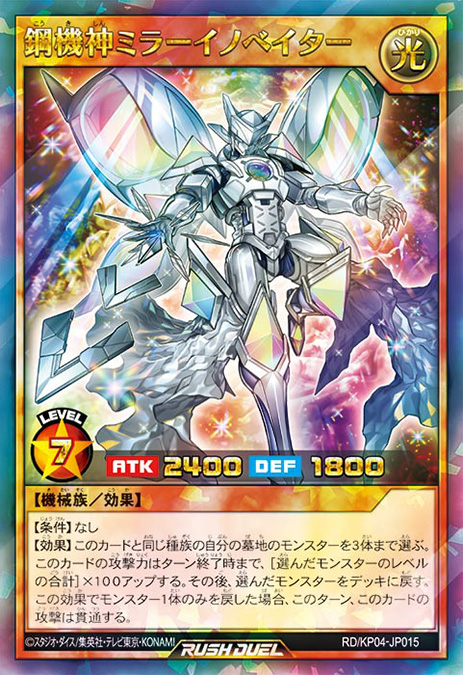 鋼機神ミラーイノベイター
光
LEVEL
7
ATK 2400 DEF 1800
【機械族／効果】
【条件】なし
【効果】このカードと同じ種族の自分の墓地のモンスターを3体まで選ぶ。
このカードの攻撃力はターン終了時まで、[選んだモンスターのレベル
の合計]×100アップする。その後、選んだモンスターをデッキに戻す。
この効果でモンスター1体のみを戻した場合、このターン、このカードの
攻撃は貫通する。
©スタジオ・ダイス/集英社・テレビ東京・KONAMI RUSH DUEL RD/KP04-JP015